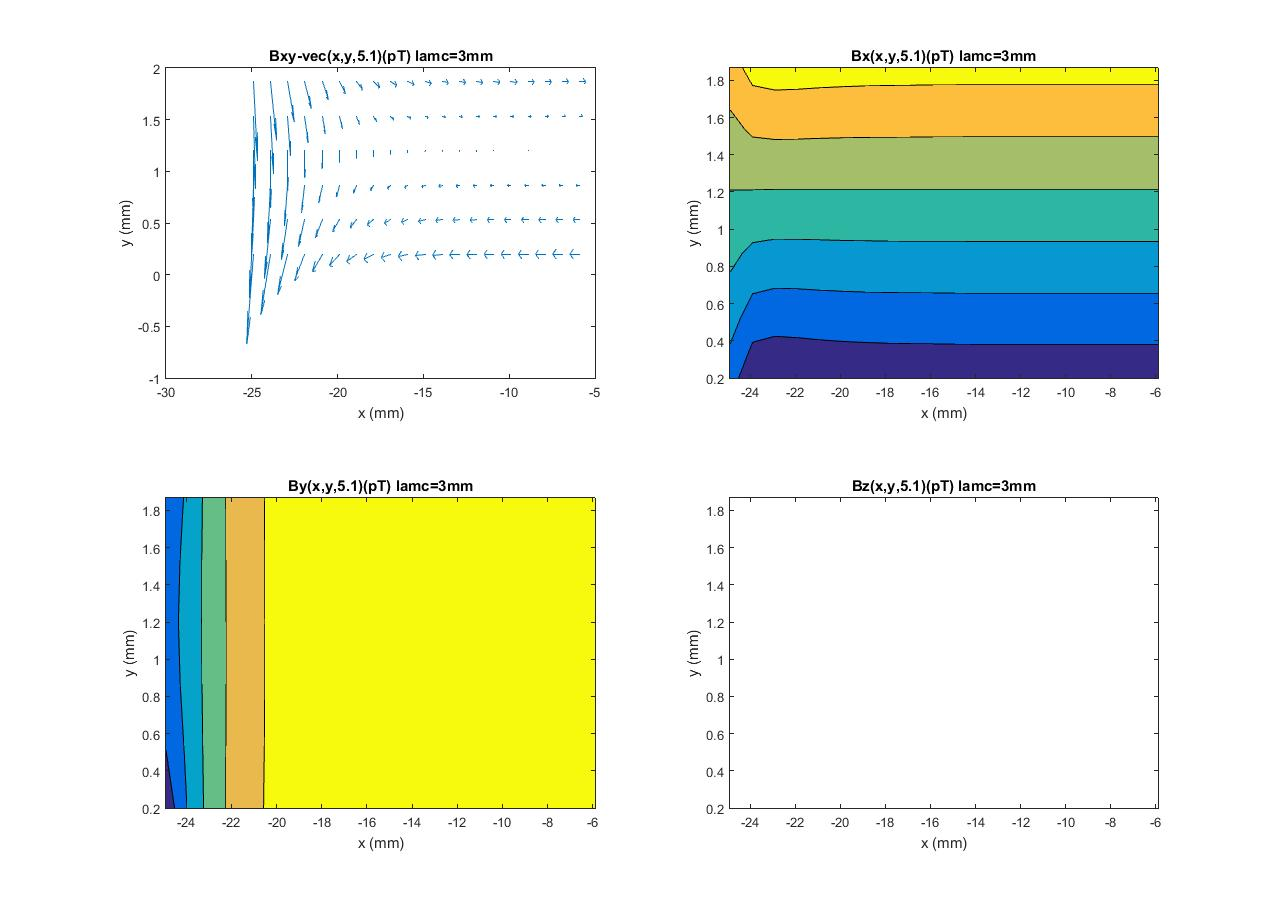 Bxy-vec(x,y,5.1)(pT) lamc=3mm
2
1.5
1
0.5
0
-0.5
-1
y (mm)
-30 -25 -20 -15 -10 -5
x (mm)
Bx(x,y,5.1)(pT) lamc=3mm
1.8
1.6
1.4
1.2
1
0.8
0.6
0.4
0.2
y (mm)
-24 -22 -20 -18 -16 -14 -12 -10 -8 -6
x (mm)
By(x,y,5.1)(pT) lamc=3mm
1.8
1.6
1.4
1.2
1
0.8
0.6
0.4
0.2
y (mm)
-24 -22 -20 -18 -16 -14 -12 -10 -8 -6
x (mm)
Bz(x,y,5.1)(pT) lamc=3mm
1.8
1.6
1.4
1.2
1
0.8
0.6
0.4
0.2
y (mm)
-24 -22 -20 -18 -16 -14 -12 -10 -8 -6
x (mm)